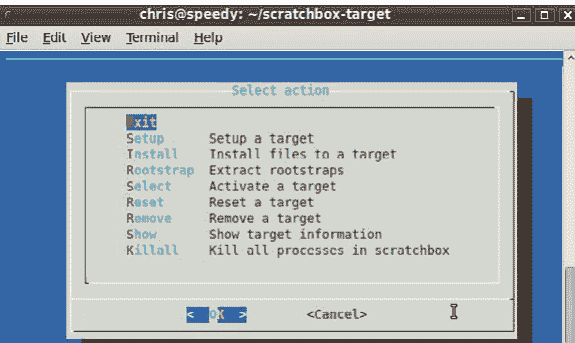 chris@speedy: ~/scratchbox-target
File Edit View Terminal Help
Select action
Exit
Setup Setup a target
Install Install files to a target
Rootstrap Extract rootstraps
Select Activate a target
Reset Reset a target
Remove Remove a target
Show Show target information
Killall Kill all processes in scratchbox
< OK > <Cancel>